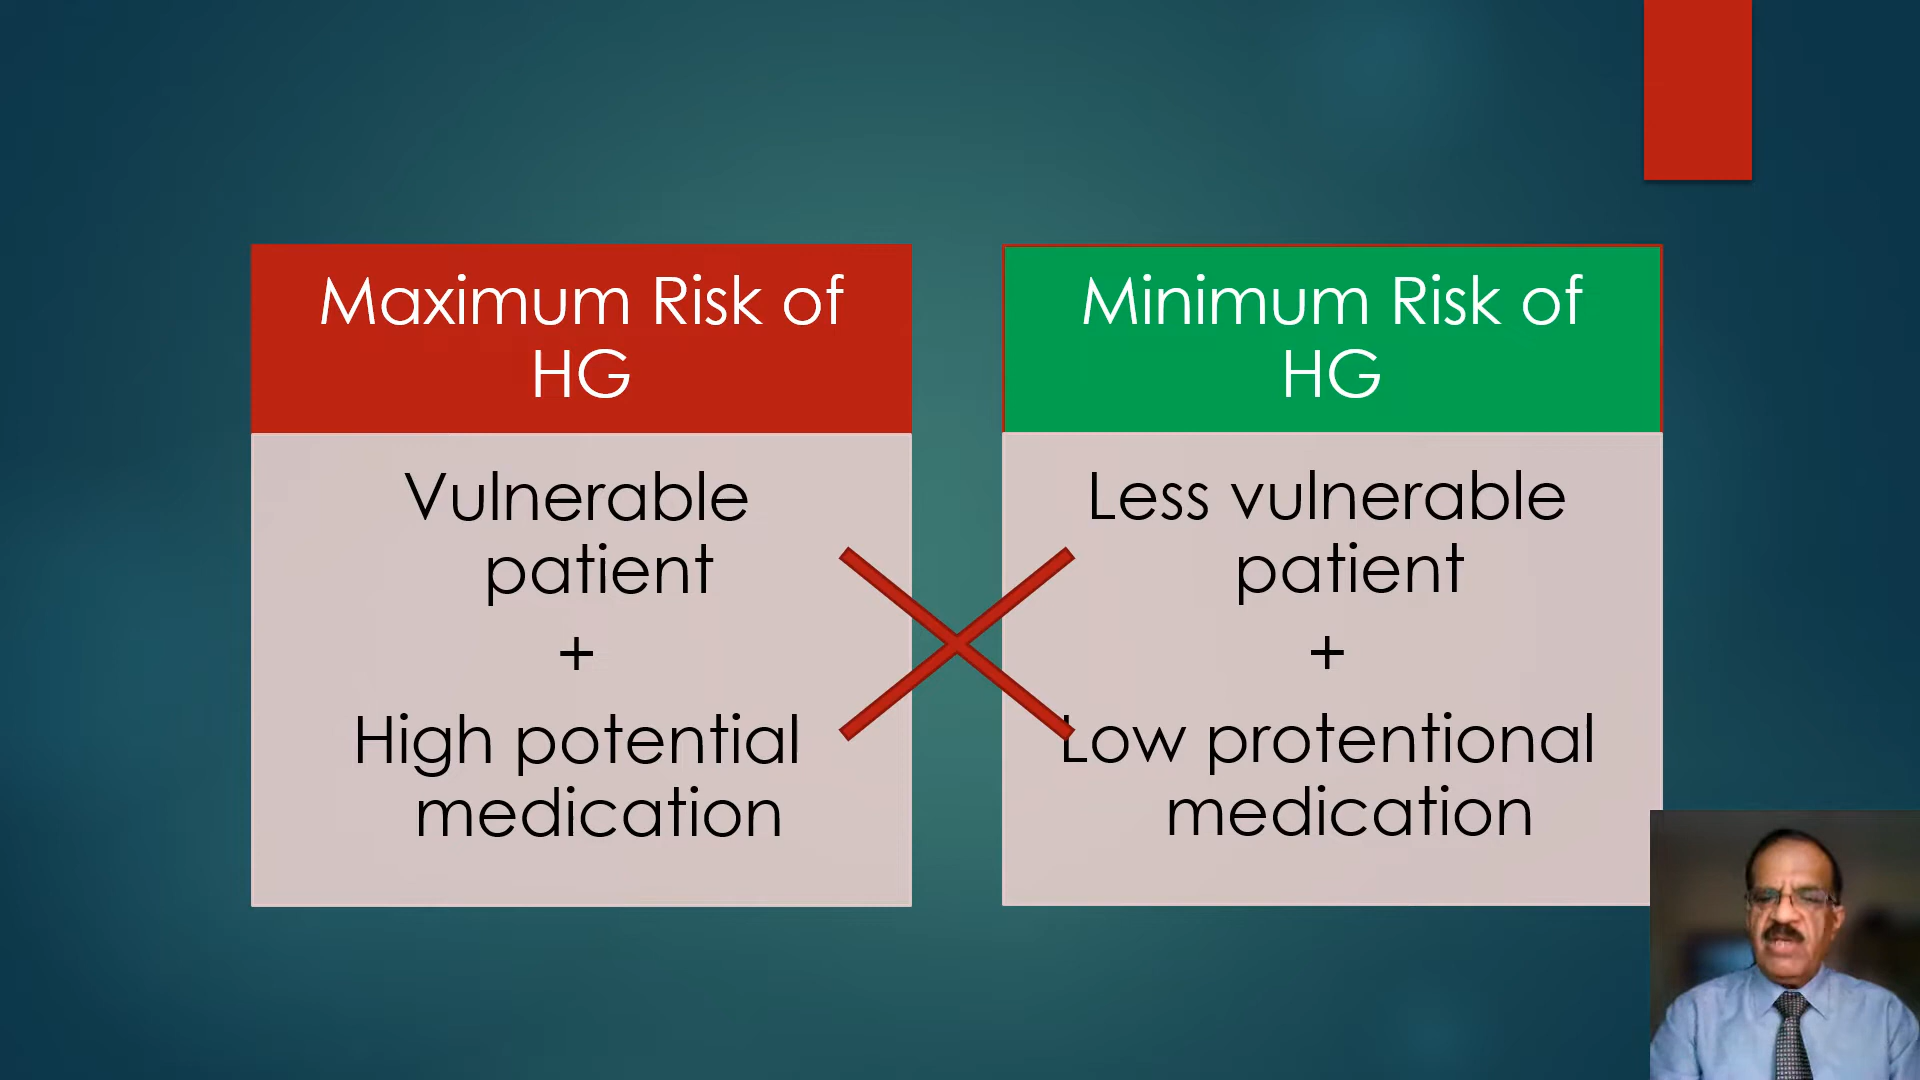 Maximum Risk of
HG
Vulnerable
patient
+
High potential
medication
Minimum Risk of
HG
Less vulnerable
patient
+
Low protentional
medication